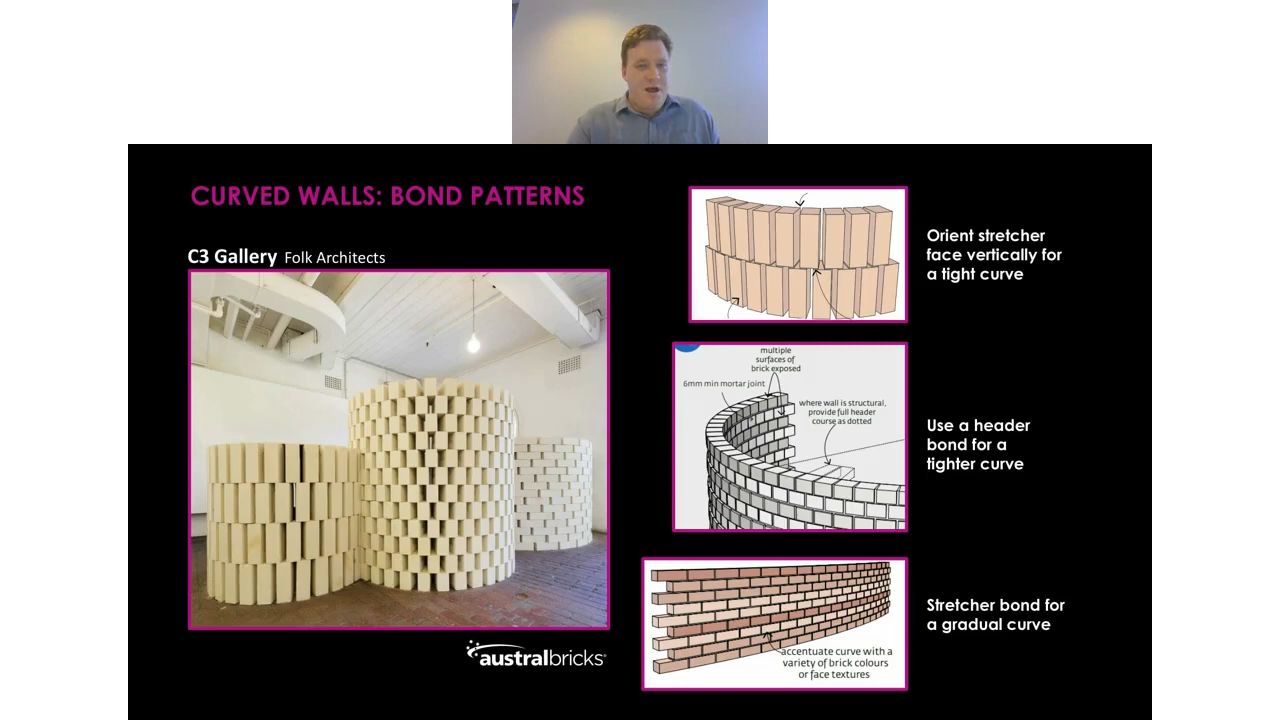 CURVED WALLS: BOND PATTERNS
C3 Gallery Folk Architects
australbricks
Orient stretcher
face vertically for
a tight curve
multiple
surfaces of
brick exposed
6mm min mortar joint
where wall is structural,
provide full header
course as dotted
Use a header
bond for a
tighter curve
accentuate curve with a
variety of brick colours
or face textures
Stretcher bond for
a gradual curve